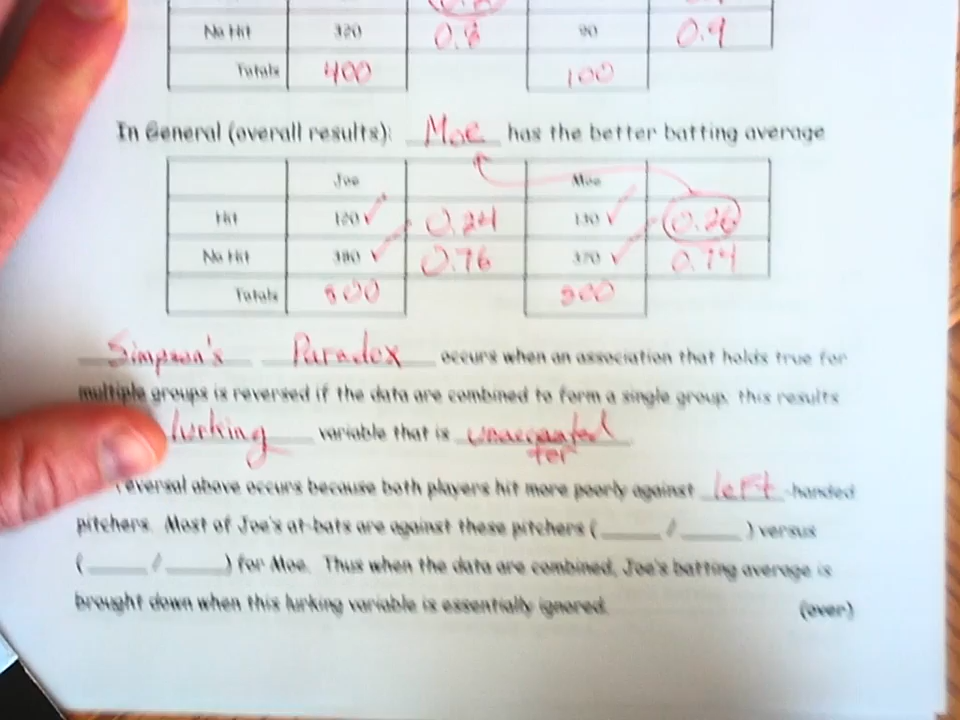 No Hit 320 0.8 90 0.9
Totals 400 100
In General (overall results): Moe has the better batting average
Joe Moe
Hit 120 0.24 130 0.26
No Hit 380 0.76 370 0.74
Totals 500 500
Simpson's Paradox occurs when an association that holds true for
multiple groups is reversed if the data are combined to form a single group. this results
lurking variable that is unaccounted
for
reversal above occurs because both players hit more poorly against left-handed
pitchers. Most of Joe's at-bats are against these pitchers (____/____) versus
(____/____) for Moe. Thus when the data are combined, Joe's batting average is
brought down when this lurking variable is essentially ignored. (over)